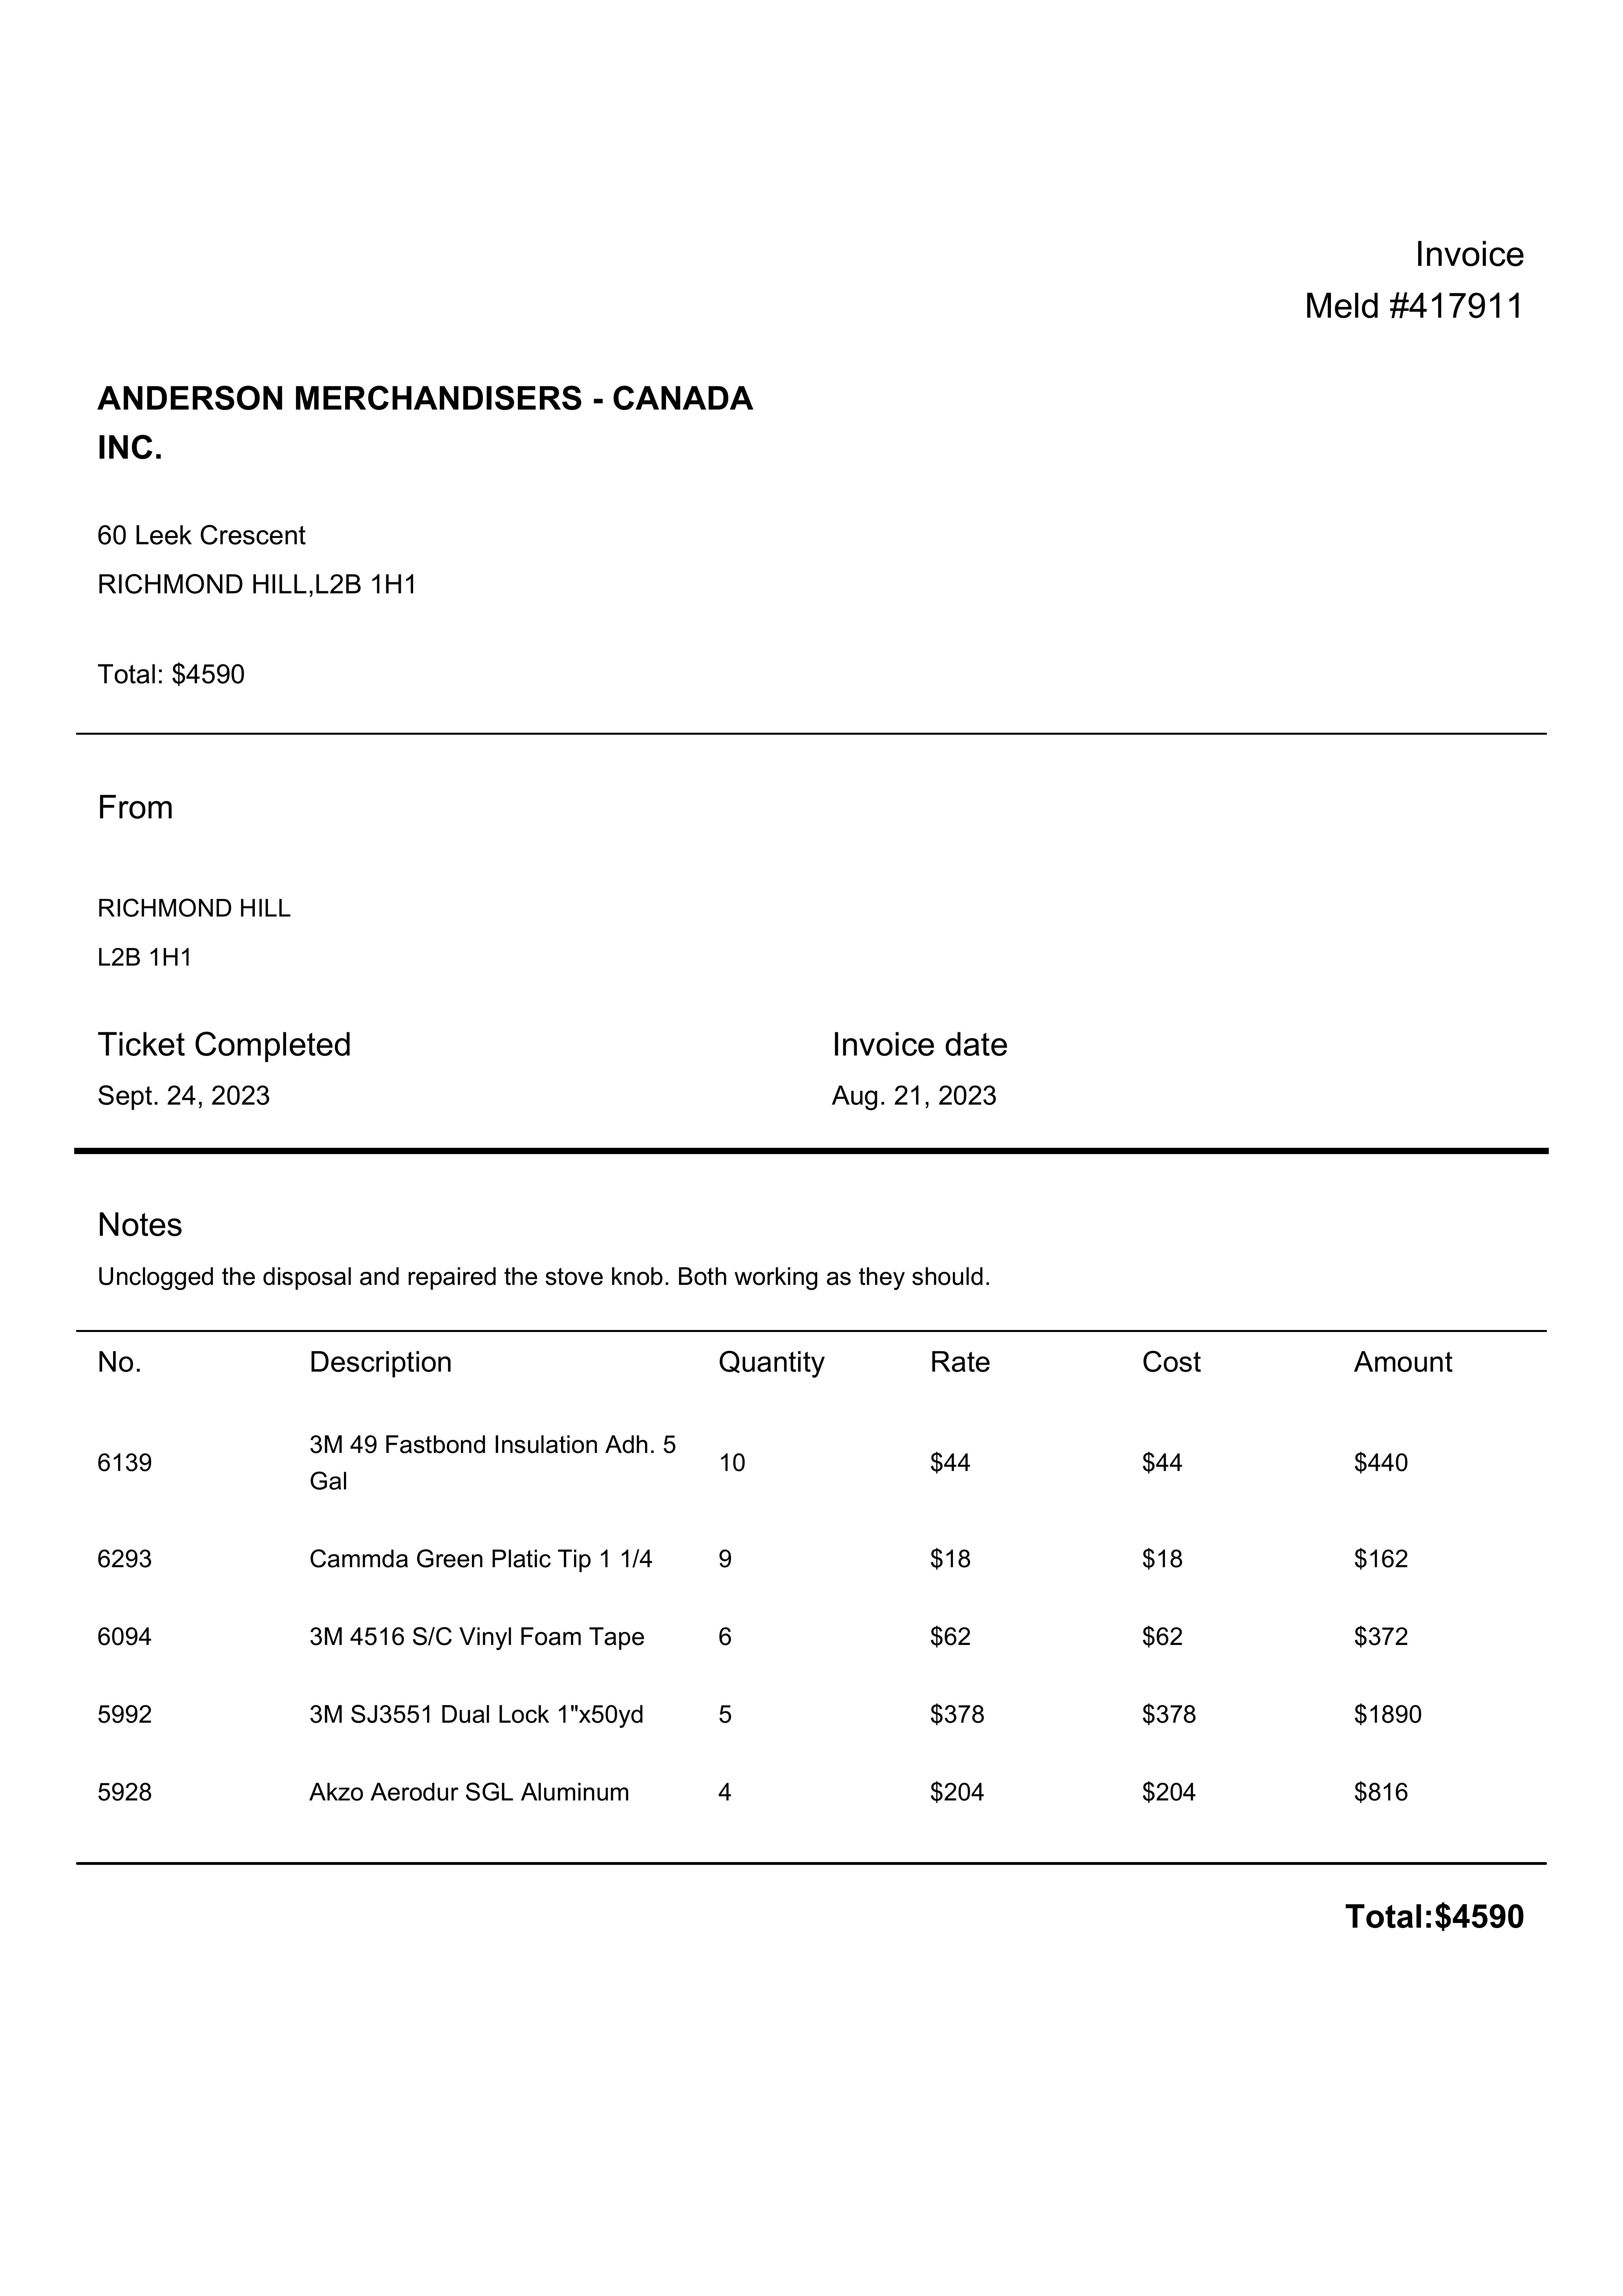 Invoice
Meld #417911
ANDERSON MERCHANDISERS - CANADA
INC.
60 Leek Crescent
RICHMOND HILL,L2B 1H1
Total: $4590
From
RICHMOND HILL
L2B 1H1
Ticket Completed Invoice date
Sept. 24, 2023 Aug. 21, 2023
Notes
Unclogged the disposal and repaired the stove knob. Both working as they should.
No. Description Quantity Rate Cost Amount
6139 3M 49 Fastbond Insulation Adh. 5 10 $44 $44 $440
Gal
6293 Cammda Green Platic Tip 1 1/4 9 $18 $18 $162
6094 3M 4516 S/C Vinyl Foam Tape 6 $62 $62 $372
5992 3M SJ3551 Dual Lock 1"x50yd 5 $378 $378 $1890
5928 Akzo Aerodur SGL Aluminum 4 $204 $204 $816
Total:$4590